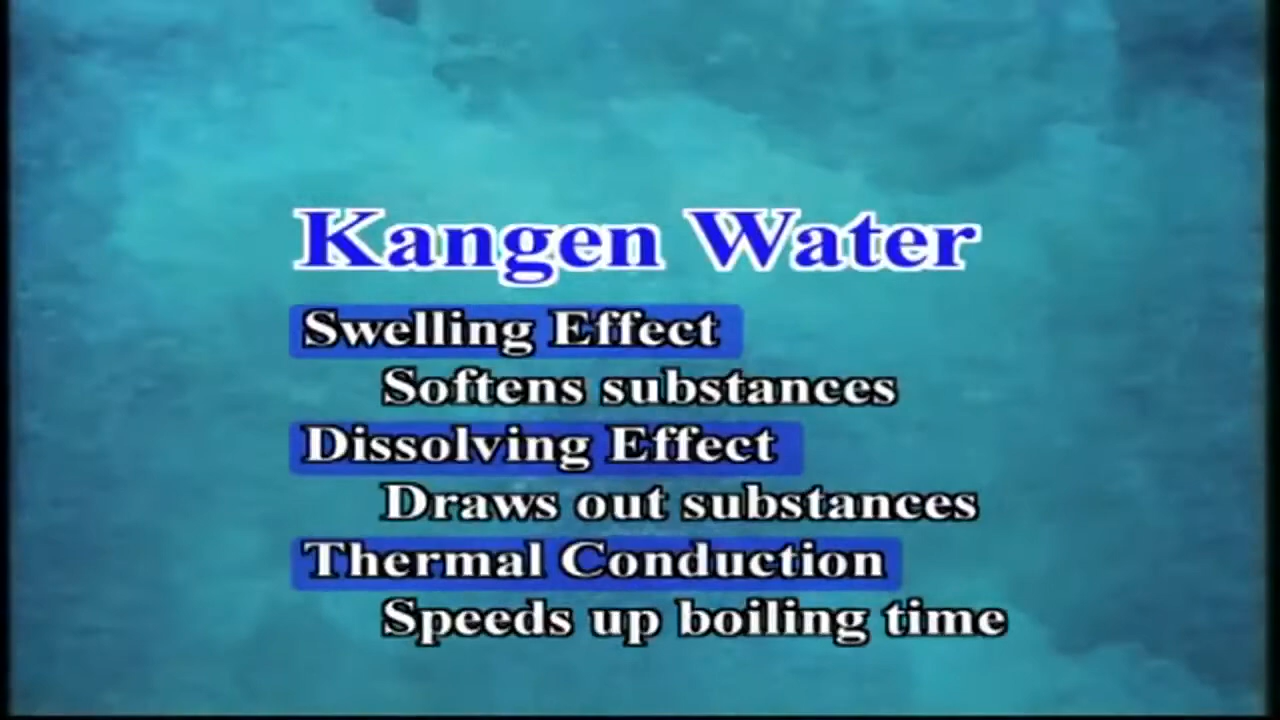 Kangen Water
Swelling Effect
Softens substances
Dissolving Effect
Draws out substances
Thermal Conduction
Speeds up boiling time